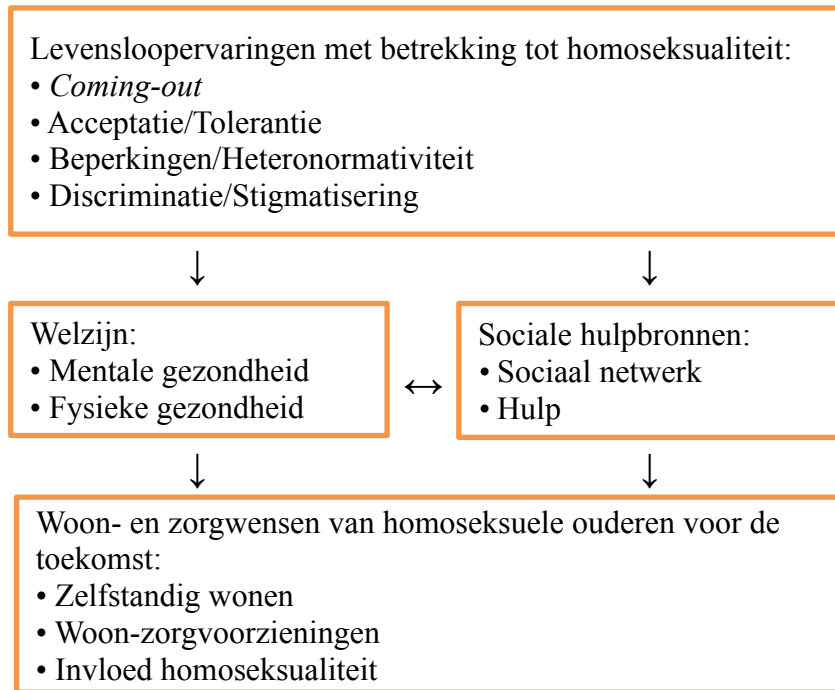 Levensloopervaringen met betrekking tot homoseksualiteit:
• Coming-out
• Acceptatie/Tolerantie
• Beperkingen/Heteronormativiteit
• Discriminatie/Stigmatisering
↓ ↓
Welzijn:
• Mentale gezondheid
• Fysieke gezondheid
↔
Sociale hulpbronnen:
• Sociaal netwerk
• Hulp
↓ ↓
Woon- en zorgwensen van homoseksuele ouderen voor de
toekomst:
• Zelfstandig wonen
• Woon-zorgvoorzieningen
• Invloed homoseksualiteit